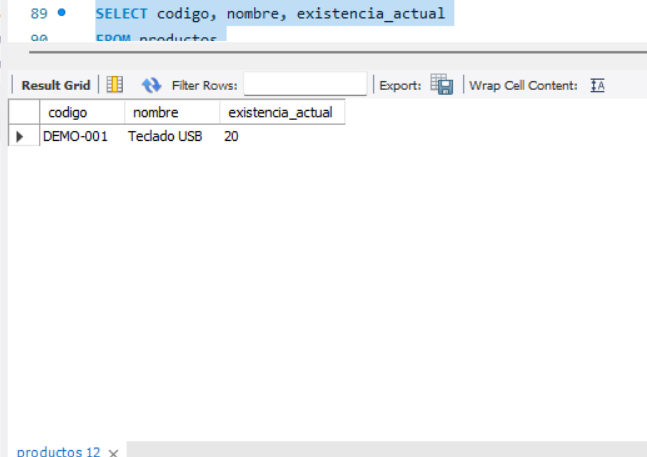 89 SELECT codigo, nombre, existencia_actual
90 FROM productos
Result Grid Filter Rows: Export: Wrap Cell Content: IA
codigo nombre existencia_actual
DEMO-001 Teclado USB 20
productos 12 ×